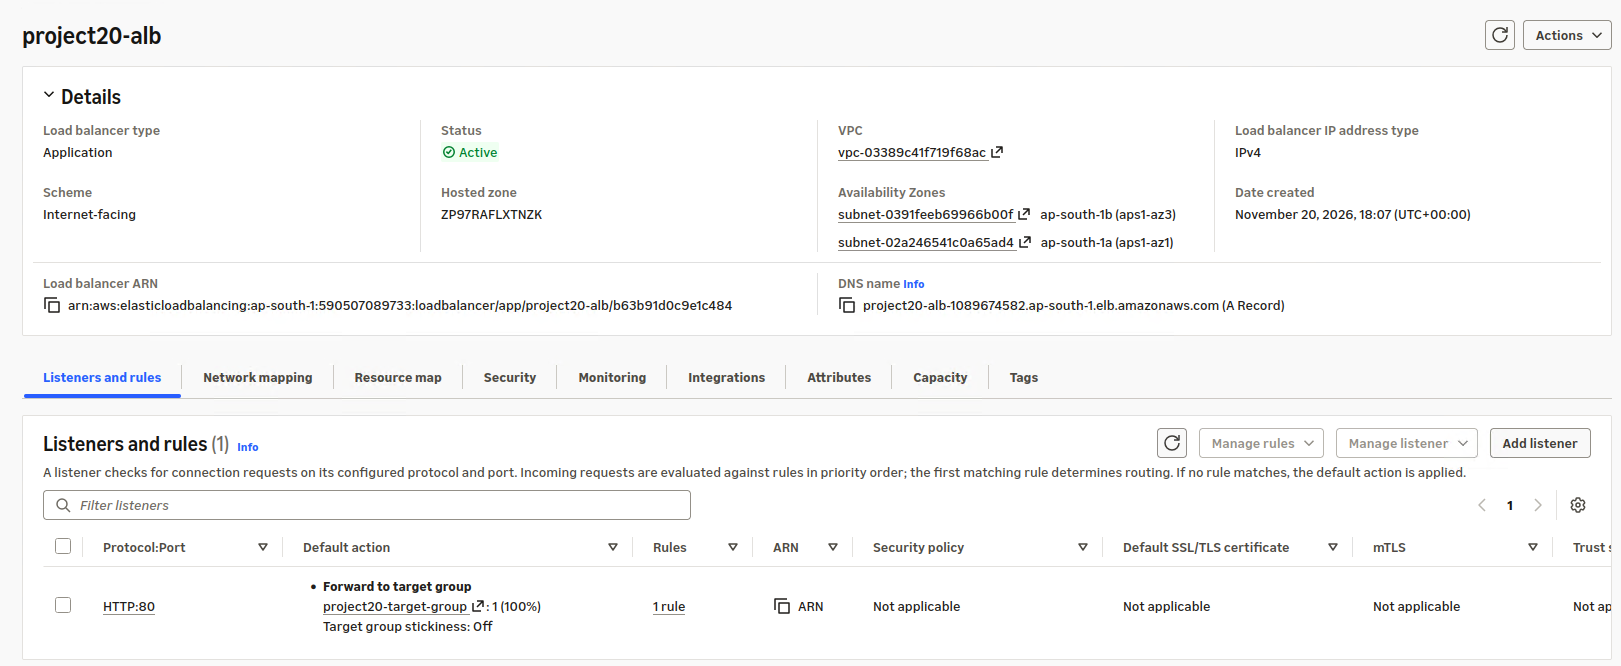 project20-alb
Actions
Details
Load balancer type
Application
Status
Active
VPC
vpc-03389c41f719f68ac
Load balancer IP address type
IPv4
Scheme
Internet-facing
Hosted zone
ZP97RAFLXTNZK
Availability Zones
subnet-0391feeb69966b00f ap-south-1b (aps1-az3)
subnet-02a246541c0a65ad4 ap-south-1a (aps1-az1)
Date created
November 20, 2026, 18:07 (UTC+00:00)
Load balancer ARN
arn:aws:elasticloadbalancing:ap-south-1:590507089733:loadbalancer/app/project20-alb/b63b91d0c9e1c484
DNS name Info
project20-alb-1089674582.ap-south-1.elb.amazonaws.com (A Record)
Listeners and rules Network mapping Resource map Security Monitoring Integrations Attributes Capacity Tags
Listeners and rules (1) Info
Manage rules Manage listener Add listener
A listener checks for connection requests on its configured protocol and port. Incoming requests are evaluated against rules in priority order; the first matching rule determines routing. If no rule matches, the default action is applied.
Filter listeners
1
Protocol:Port Default action Rules ARN Security policy Default SSL/TLS certificate mTLS Trust s
HTTP:80
• Forward to target group
project20-target-group : 1 (100%)
Target group stickiness: Off
1 rule
ARN
Not applicable
Not applicable
Not applicable
Not ap